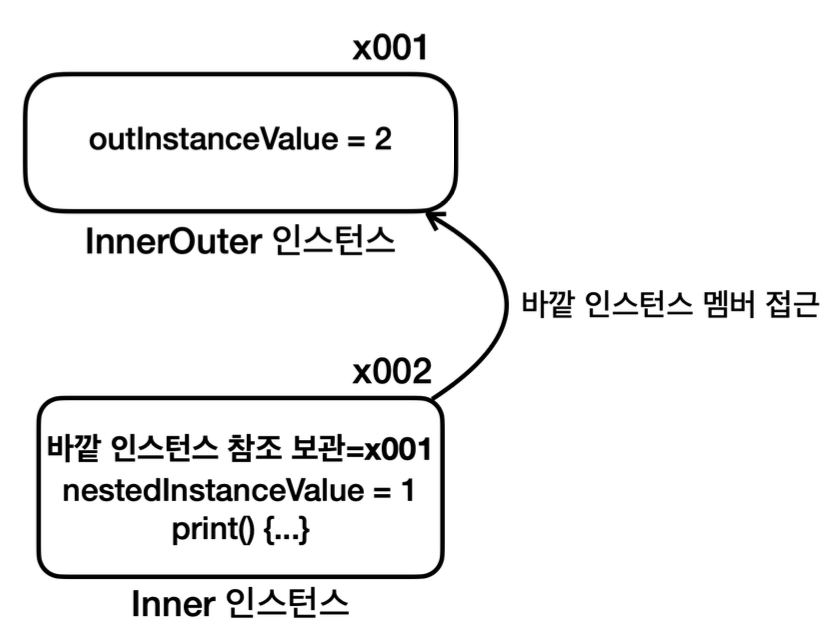 x001
outInstanceValue = 2
InnerOuter 인스턴스
바깥 인스턴스 멤버 접근
x002
바깥 인스턴스 참조 보관=x001
nestedInstanceValue = 1
print() {...}
Inner 인스턴스